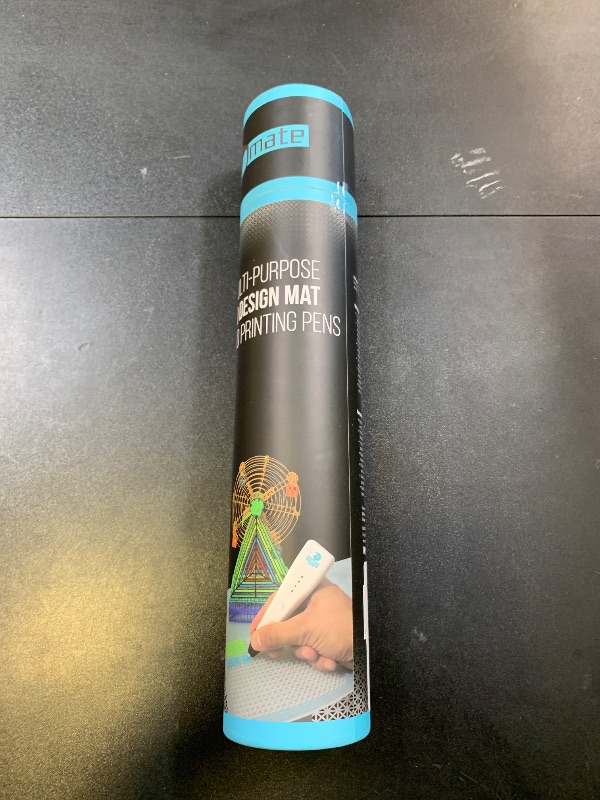 mate
LTI-PURPOSE
DESIGN MAT
PRINTING PENS